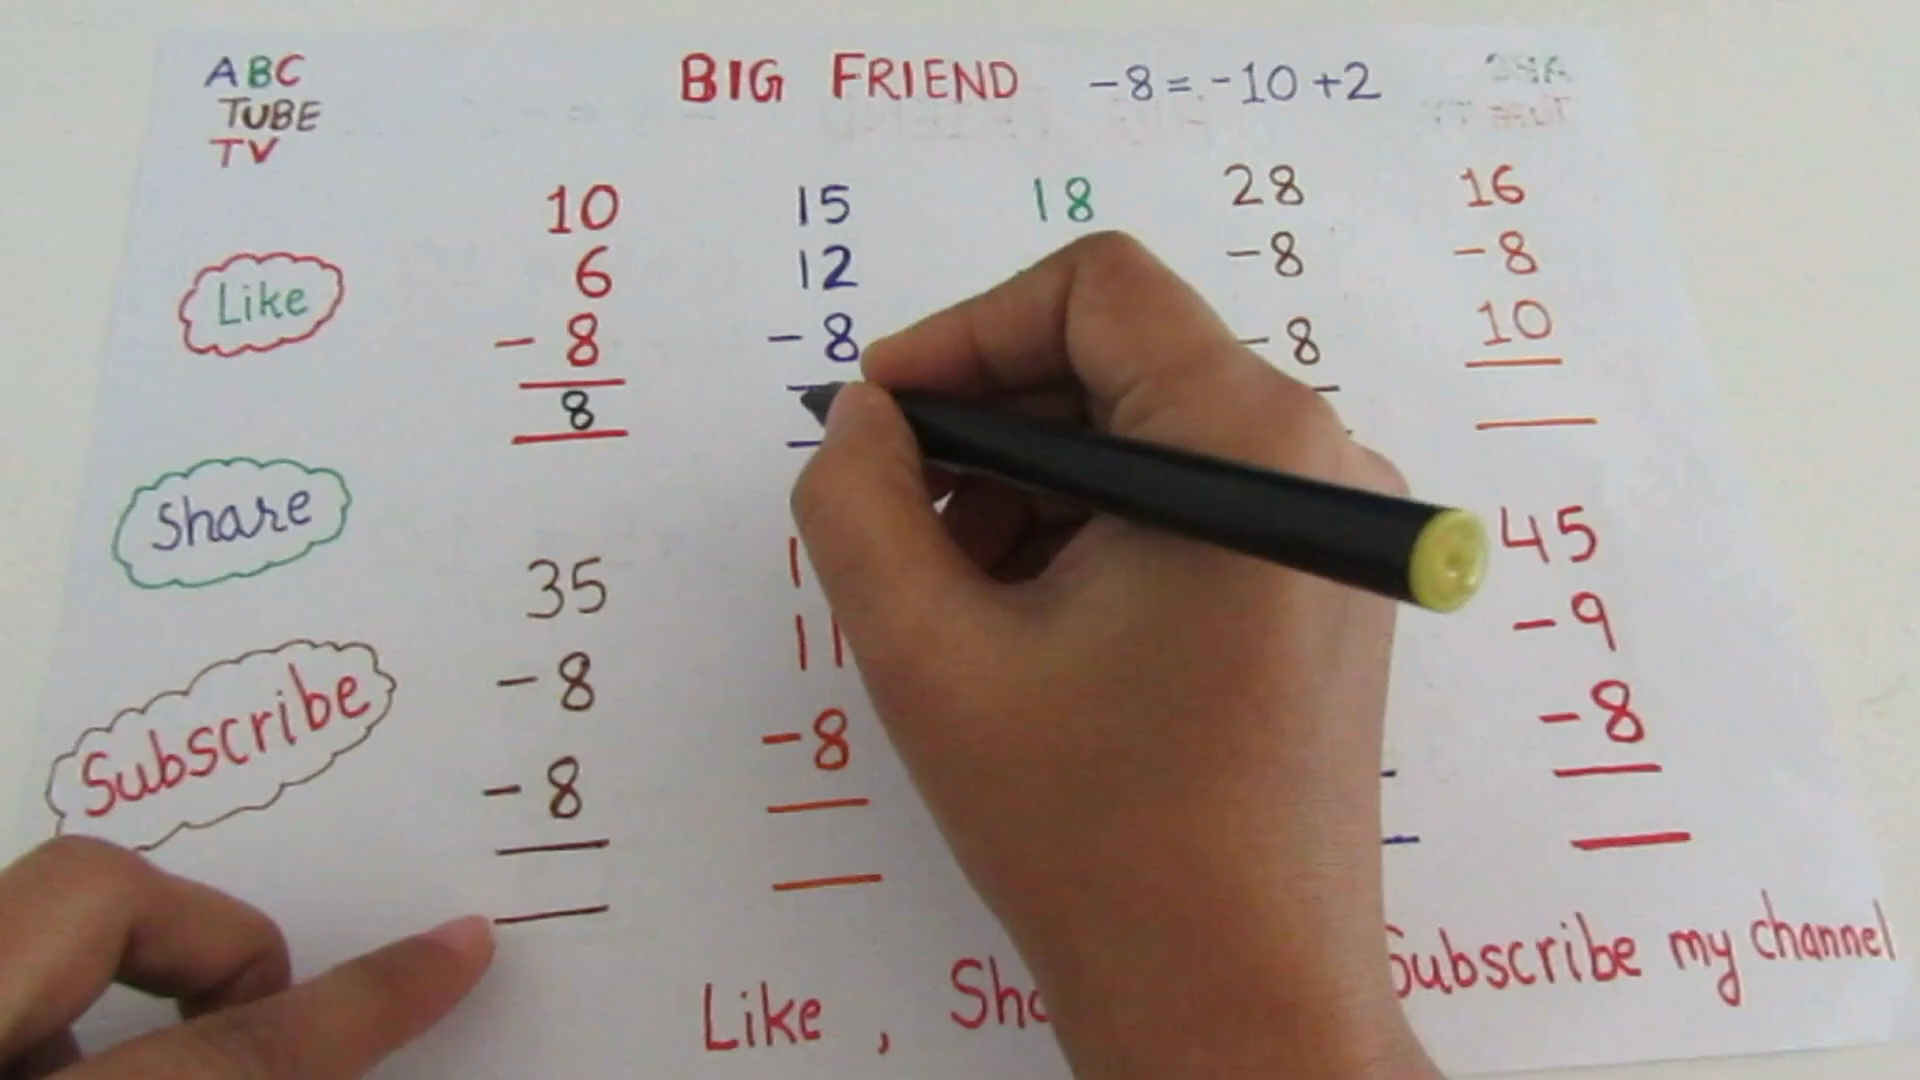 ABC
TUBE
TV
BIG FRIEND -8 = -10 +2
10
6
- 8
8
15
12
- 8
18
28
-8
-8
16
-8
10
Like
Share
Subscribe
35
- 8
- 8
11
-8
45
-9
-8
Like , Subscribe my channel